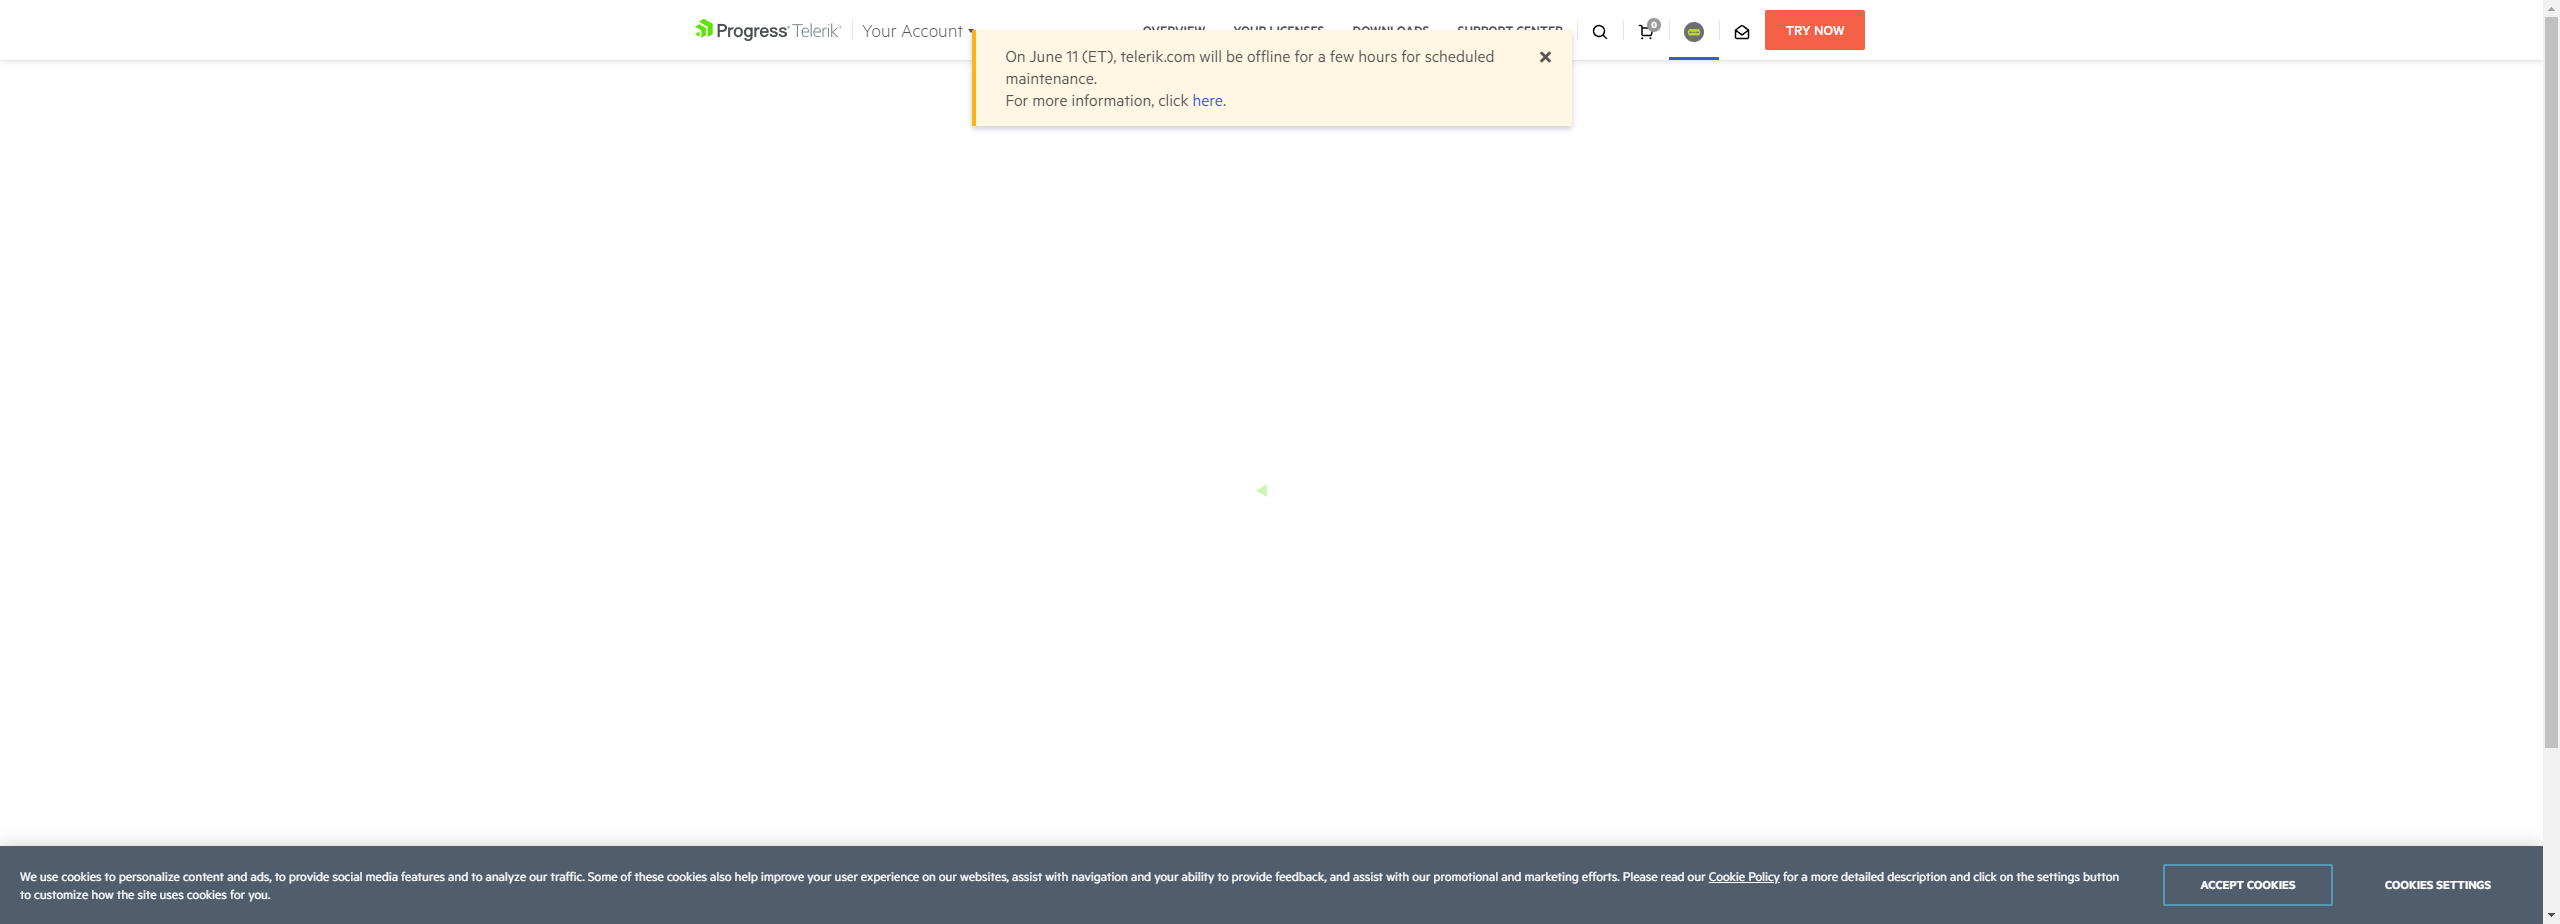 Progress Telerik
Your Account
OVERVIEW YOUR LICENSES DOWNLOADS SUPPORT CENTER
0
TRY NOW
On June 11 (ET), telerik.com will be offline for a few hours for scheduled
maintenance.
For more information, click here.
We use cookies to personalize content and ads, to provide social media features and to analyze our traffic. Some of these cookies also help improve your user experience on our websites, assist with navigation and your ability to provide feedback, and assist with our promotional and marketing efforts. Please read our Cookie Policy for a more detailed description and click on the settings button
to customize how the site uses cookies for you.
ACCEPT COOKIES
COOKIES SETTINGS